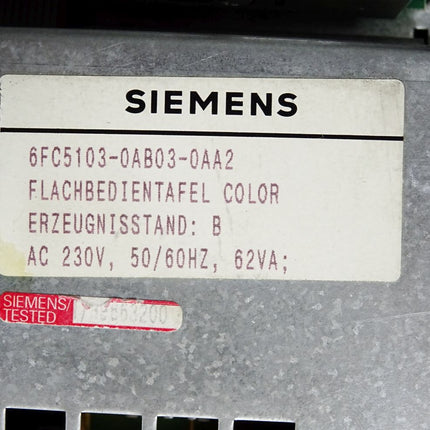 SIEMENS
6FC5103-0AB03-0AA2
FLACHBEDIENTAFEL COLOR
ERZEUGNISSTAND: B
AC 230V, 50/60HZ, 62VA;
SIEMENS/
TESTED